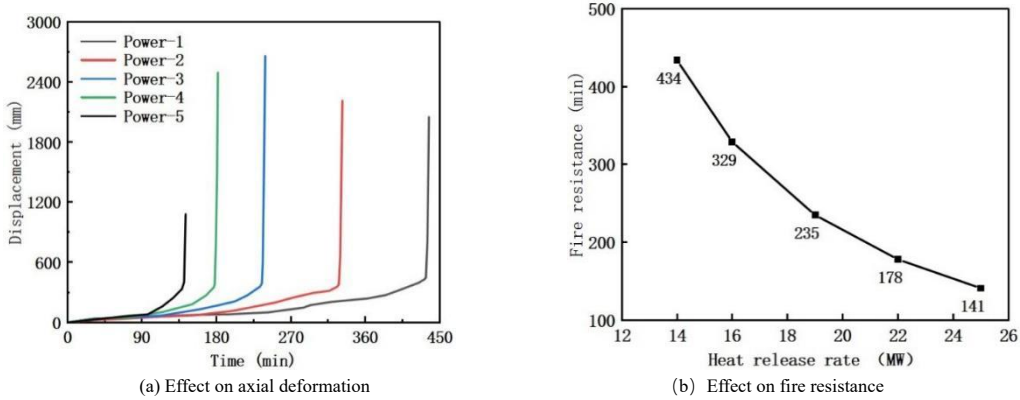 3000
2400
1800
1200
600
0
Displacement (mm)
Power-1
Power-2
Power-3
Power-4
Power-5
0 90 180 270 360 450
Time (min)
(a) Effect on axial deformation
500
400
300
200
100
Fire resistance (min)
434
329
235
178
141
12 14 16 18 20 22 24 26
Heat release rate （MW）
（b） Effect on fire resistance